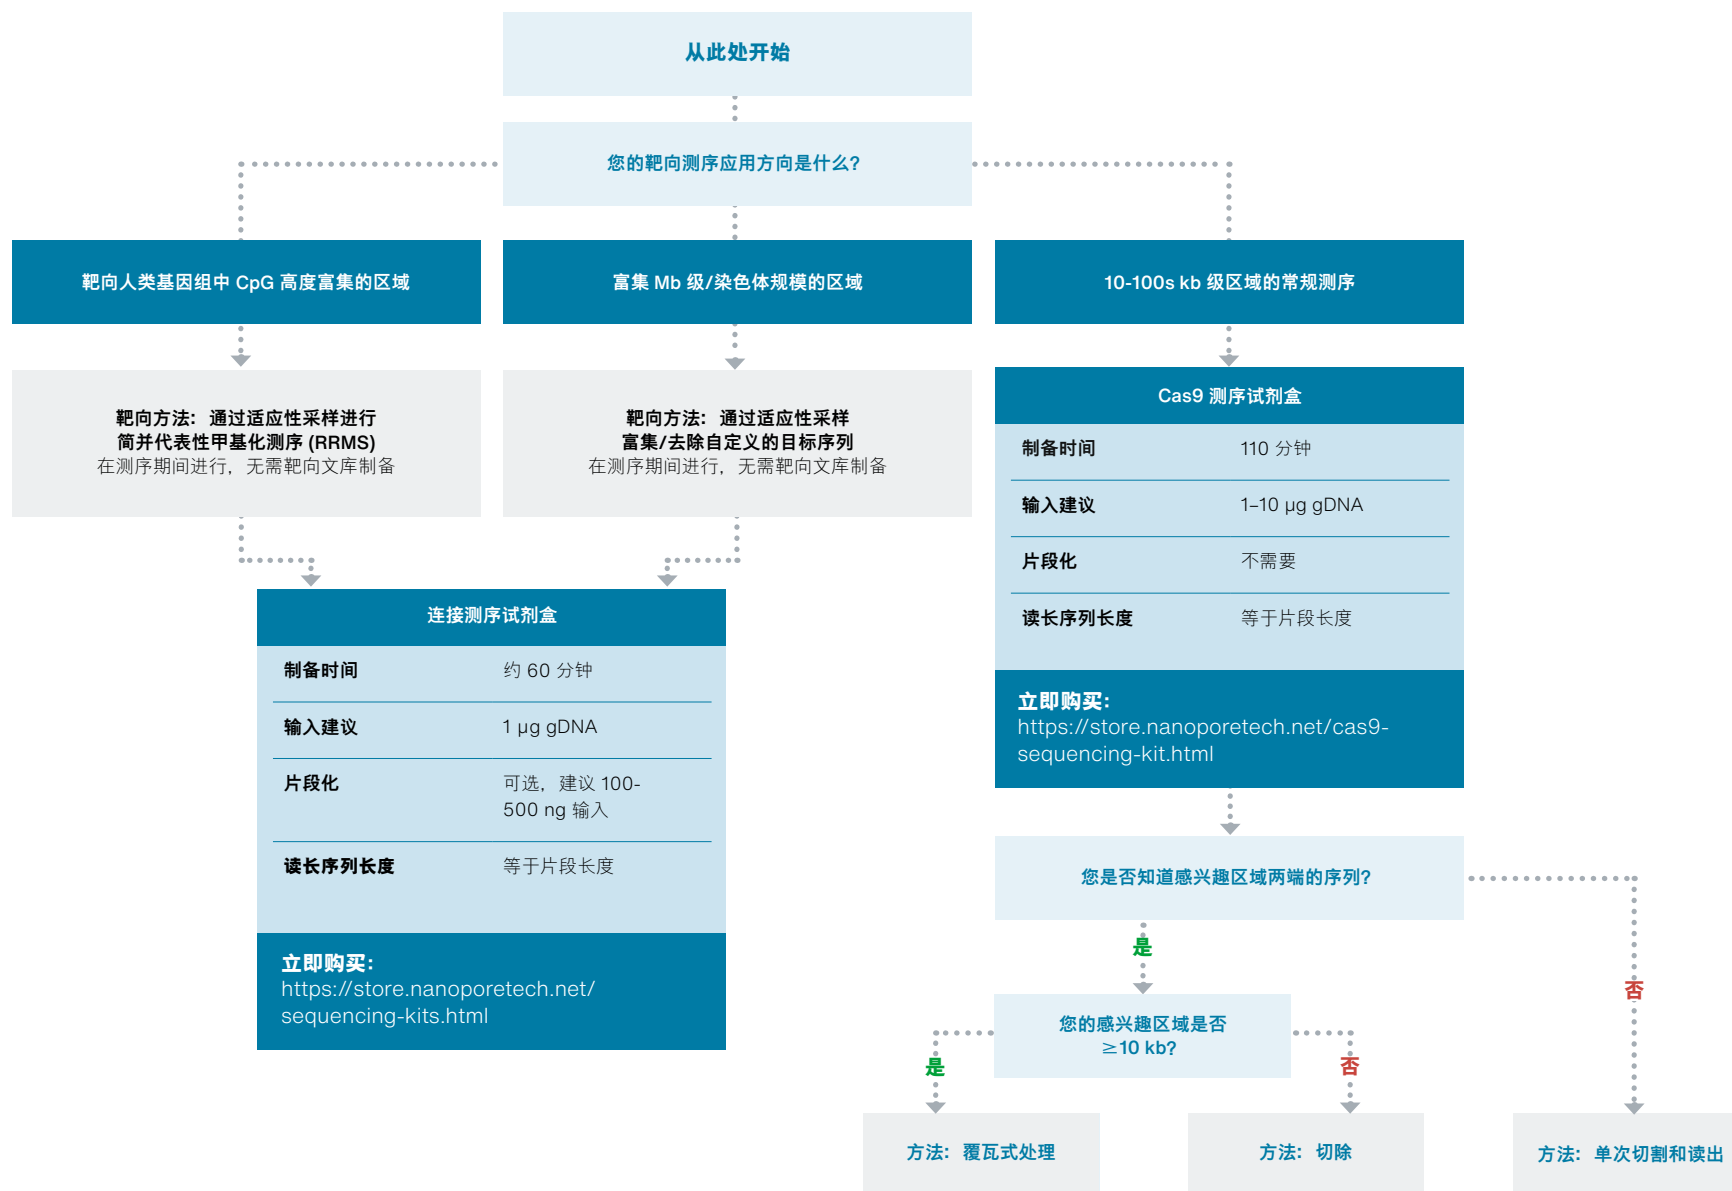 从此处开始
您的靶向测序应用方向是什么?
靶向人类基因组中 CpG 高度富集的区域
富集 Mb 级/染色体规模的区域
10-100s kb 级区域的常规测序
靶向方法：通过适应性采样进行
简并代表性甲基化测序 (RRMS)
在测序期间进行，无需靶向文库制备
靶向方法：通过适应性采样
富集/去除自定义的目标序列
在测序期间进行，无需靶向文库制备
Cas9 测序试剂盒
制备时间 110 分钟
输入建议 1–10 µg gDNA
片段化 不需要
读长序列长度 等于片段长度
立即购买：
https://store.nanoporetech.net/cas9-
sequencing-kit.html
连接测序试剂盒
制备时间 约 60 分钟
输入建议 1 µg gDNA
片段化 可选，建议 100-
500 ng 输入
读长序列长度 等于片段长度
立即购买：
https://store.nanoporetech.net/
sequencing-kits.html
您是否知道感兴趣区域两端的序列?
是
否
您的感兴趣区域是否
≥10 kb?
是
否
方法：覆瓦式处理
方法：切除
方法：单次切割和读出